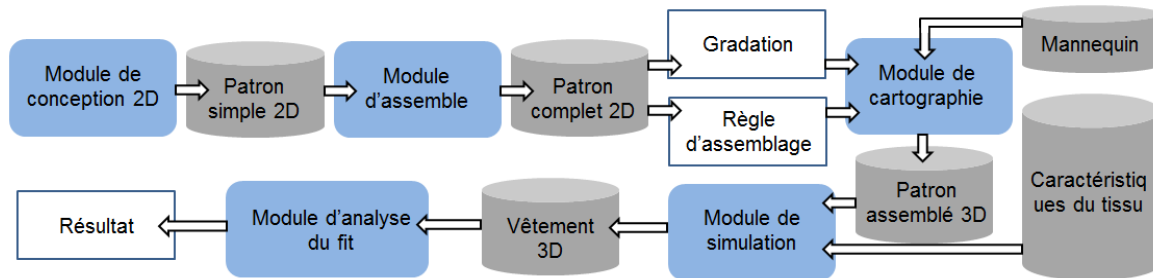 Module de
conception 2D
Patron
simple 2D
Module
d’assemble
Patron
complet 2D
Gradation
Règle
d’assemblage
Module de
cartographie
Mannequin
Caractéristiq
ues du tissu
Patron
assemblé 3D
Module de
simulation
Vêtement
3D
Module d’analyse
du fit
Résultat